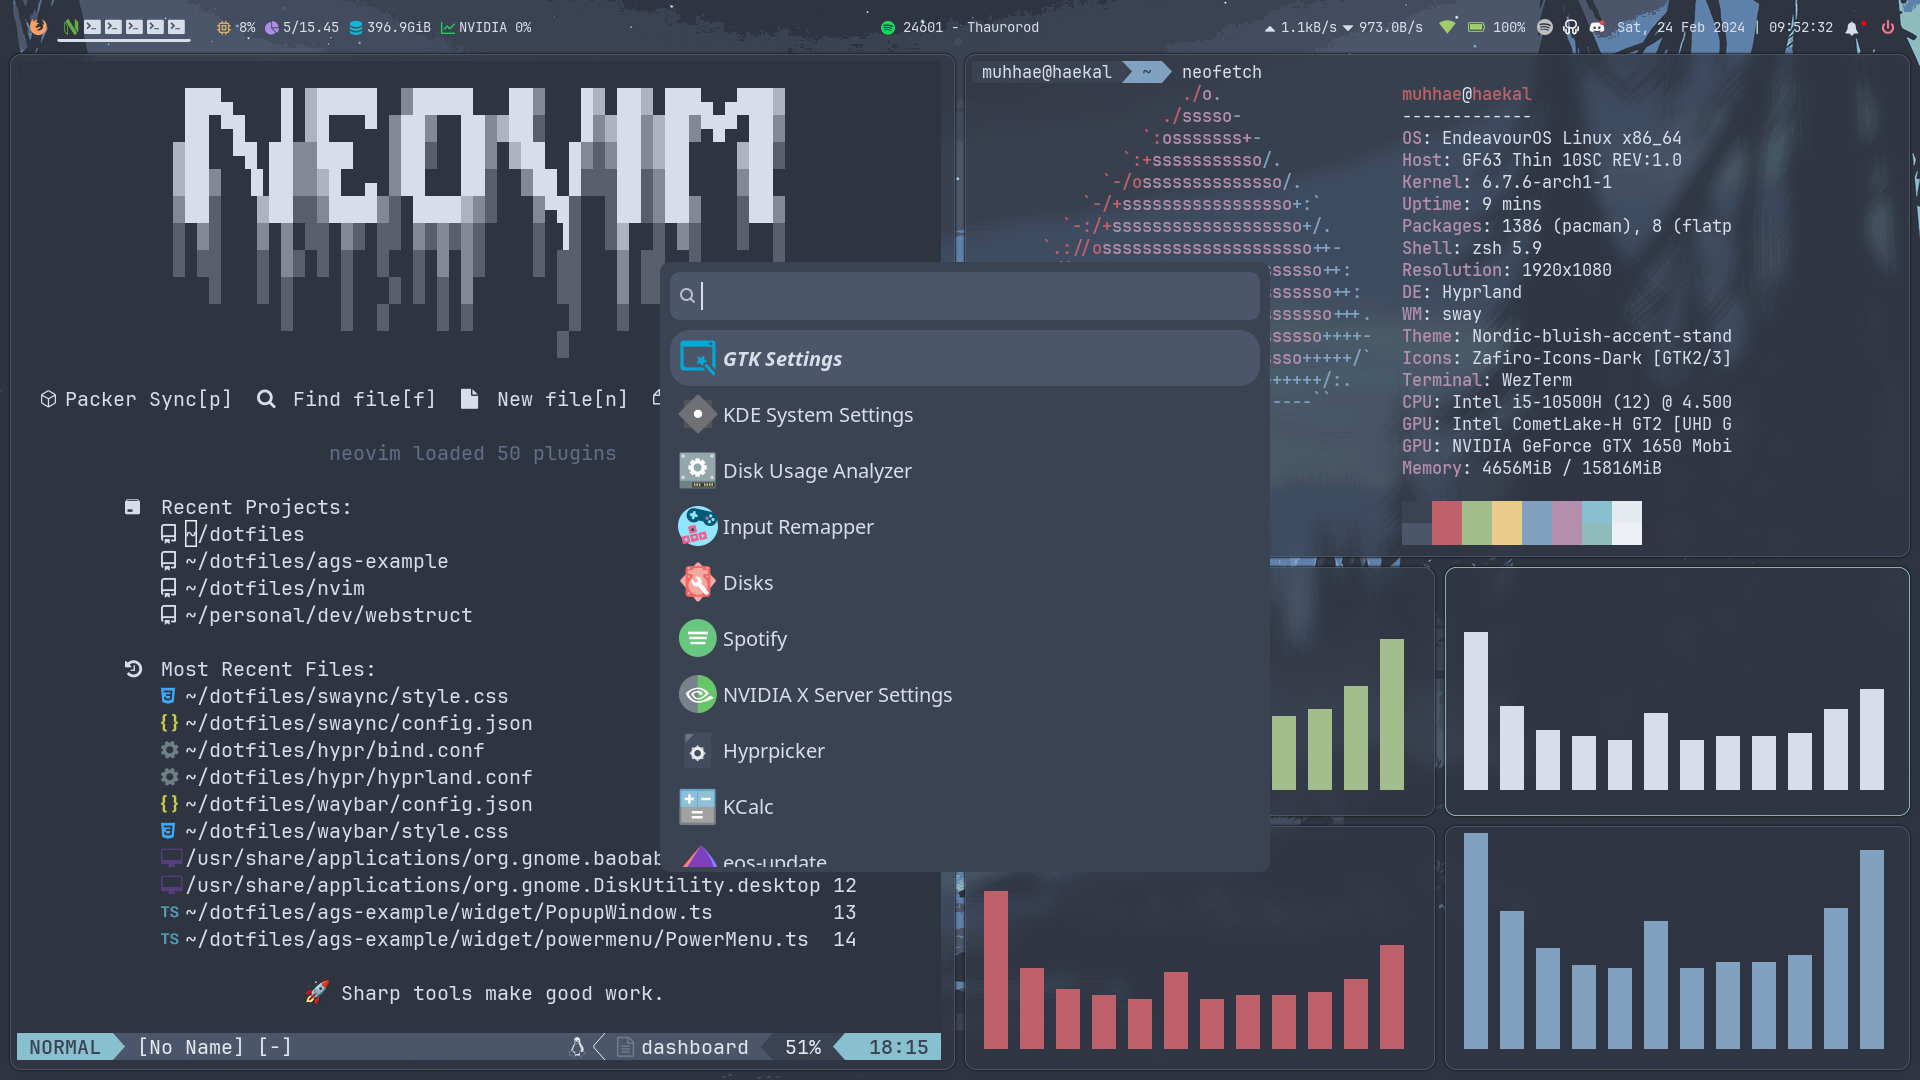 8% 5/15.45 396.9GiB NVIDIA 0%
24601 - Thaurorod
1.1kB/s 973.0B/s 100% Sat, 24 Feb 2024 | 09:52:32
NEOVIM
Packer Sync[p] Find file[f] New file[n]
neovim loaded 50 plugins
Recent Projects:
~/dotfiles
~/dotfiles/ags-example
~/dotfiles/nvim
~/personal/dev/webstruct
Most Recent Files:
~/dotfiles/swaync/style.css
~/dotfiles/swaync/config.json
~/dotfiles/hypr/bind.conf
~/dotfiles/hypr/hyprland.conf
{} ~/dotfiles/waybar/config.json
~/dotfiles/waybar/style.css
/usr/share/applications/org.gnome.baobab
/usr/share/applications/org.gnome.DiskUtility.desktop 12
TS ~/dotfiles/ags-example/widget/PopupWindow.ts 13
TS ~/dotfiles/ags-example/widget/powermenu/PowerMenu.ts 14
🚀 Sharp tools make good work.
NORMAL [No Name] [-] dashboard 51% 18:15
GTK Settings
KDE System Settings
Disk Usage Analyzer
Input Remapper
Disks
Spotify
NVIDIA X Server Settings
Hyprpicker
KCalc
eos-update
muhhae@haekal ~ neofetch
./o.
./sssso-
`:osssssss+-
`:+sssssssssso/.
`-/ossssssssssssso/.
`-/+sssssssssssssssso+:`
`-:/+sssssssssssssssssso+/.
`.://osssssssssssssssssssso++-
muhhae@haekal
-------------
OS: EndeavourOS Linux x86_64
Host: GF63 Thin 10SC REV:1.0
Kernel: 6.7.6-arch1-1
Uptime: 9 mins
Packages: 1386 (pacman), 8 (flatp
Shell: zsh 5.9
Resolution: 1920x1080
DE: Hyprland
WM: sway
Theme: Nordic-bluish-accent-stand
Icons: Zafiro-Icons-Dark [GTK2/3]
Terminal: WezTerm
CPU: Intel i5-10500H (12) @ 4.500
GPU: Intel CometLake-H GT2 [UHD G
GPU: NVIDIA GeForce GTX 1650 Mobi
Memory: 4656MiB / 15816MiB